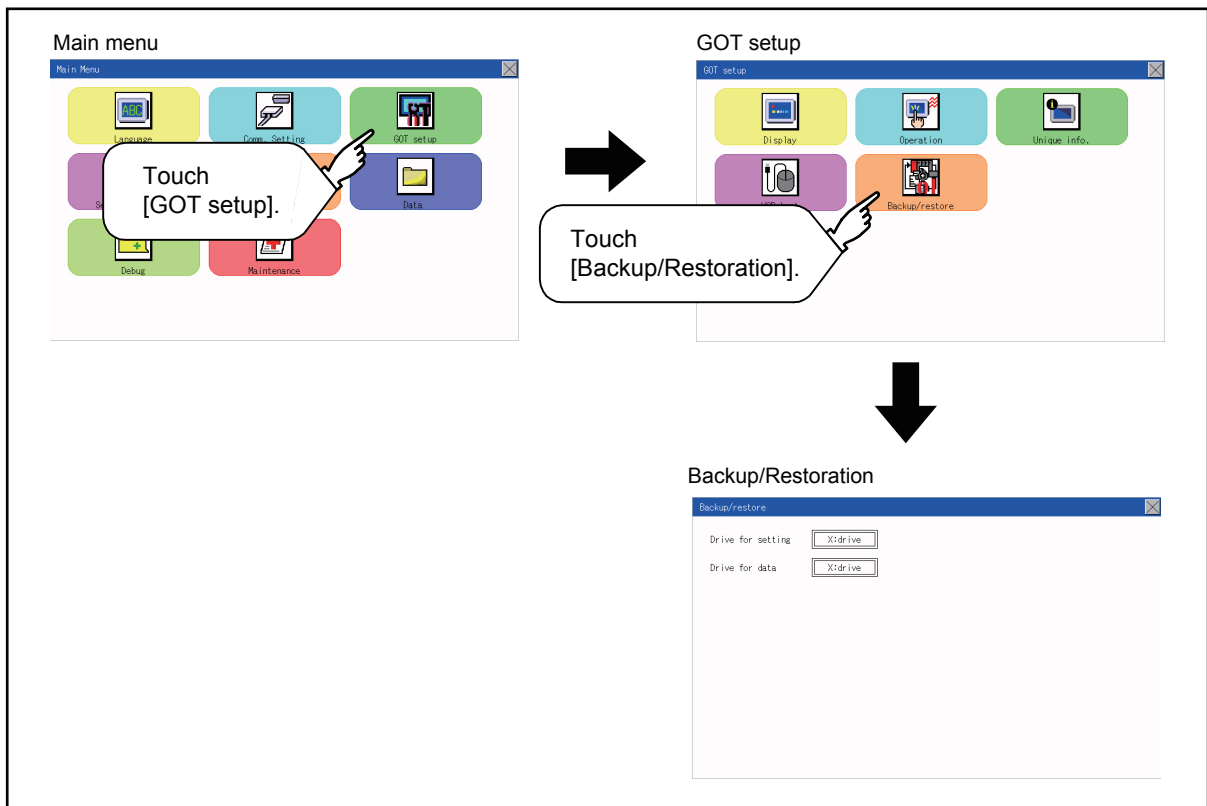 Main menu
Main Menu
Language
Comm. Setting
GOT setup
Touch
[GOT setup].
Data
Debug
Maintenance
GOT setup
GOT setup
Display
Operation
Unique info.
Backup/restore
Touch
[Backup/Restoration].
Backup/Restoration
Backup/restore
Drive for setting
X:drive
Drive for data
X:drive